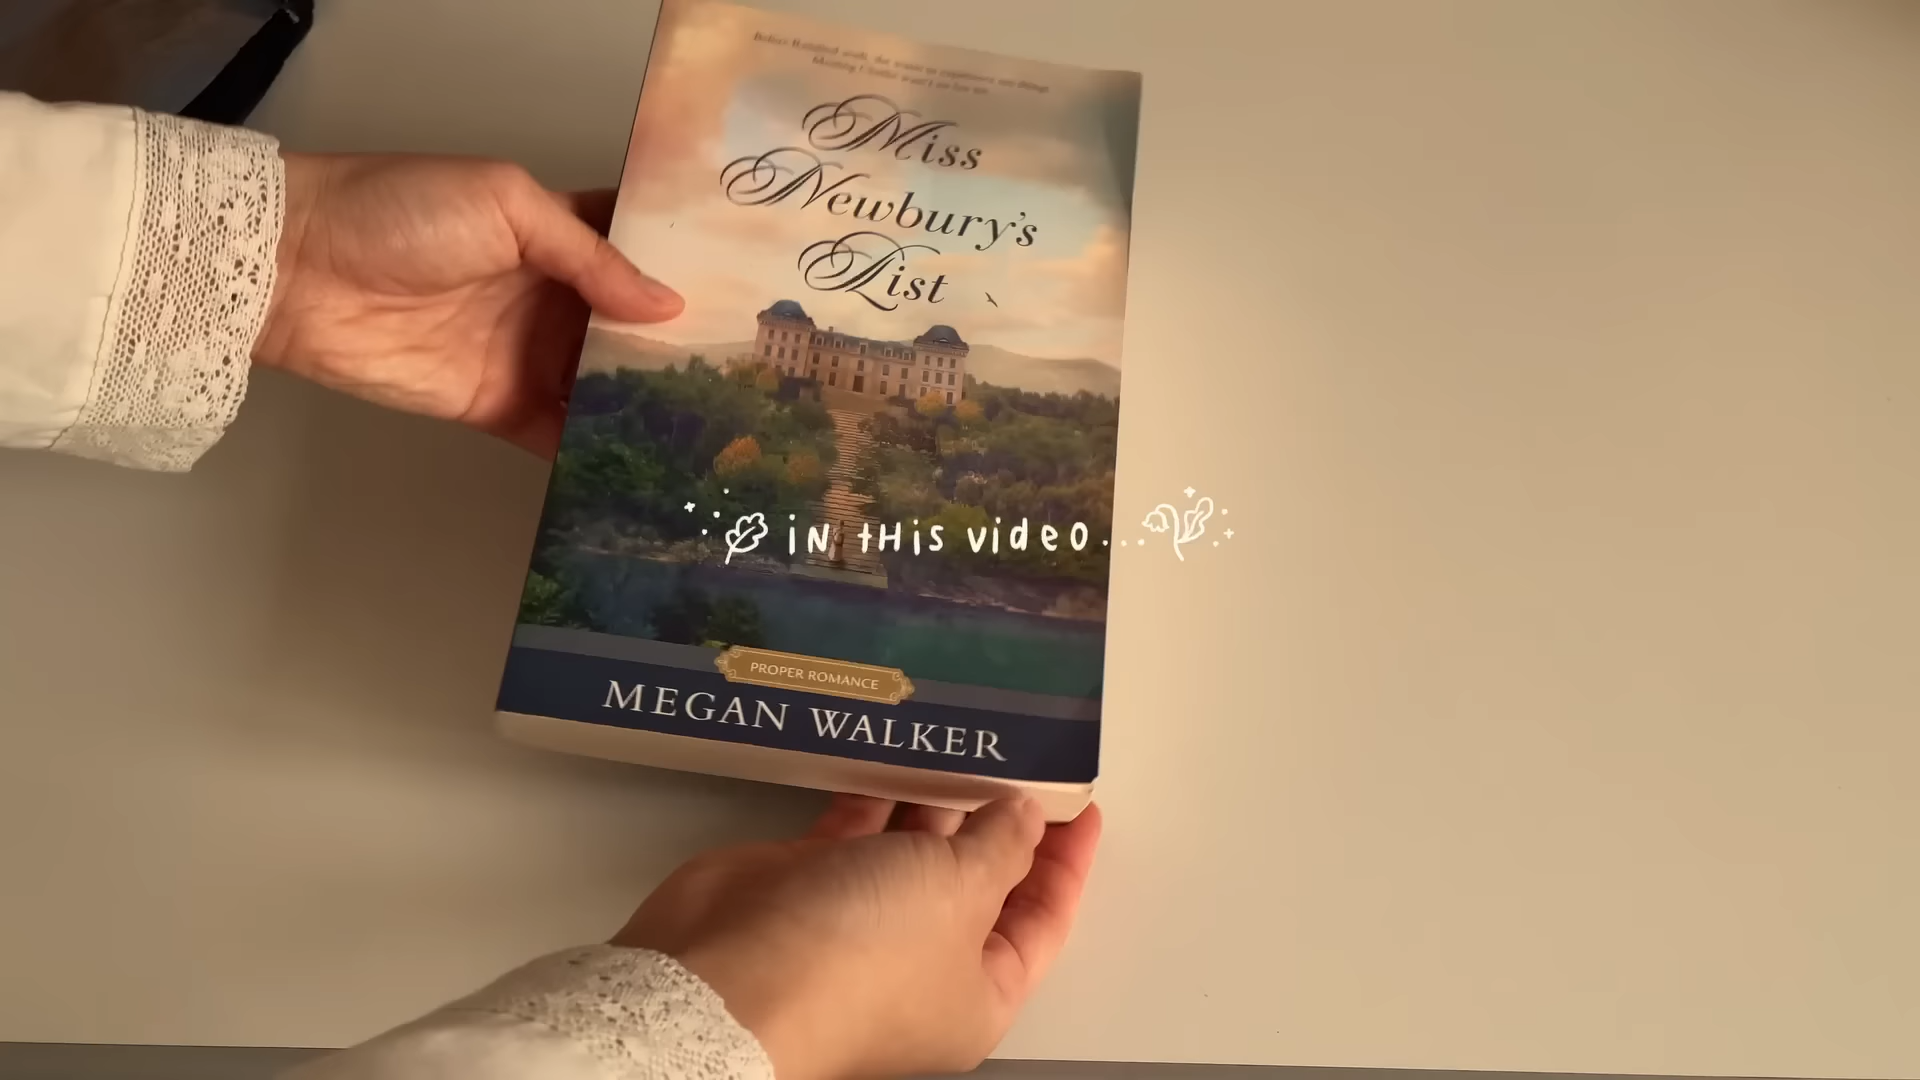 Miss
Newbury's
List
iN tHis video...
PROPER ROMANCE
MEGAN WALKER